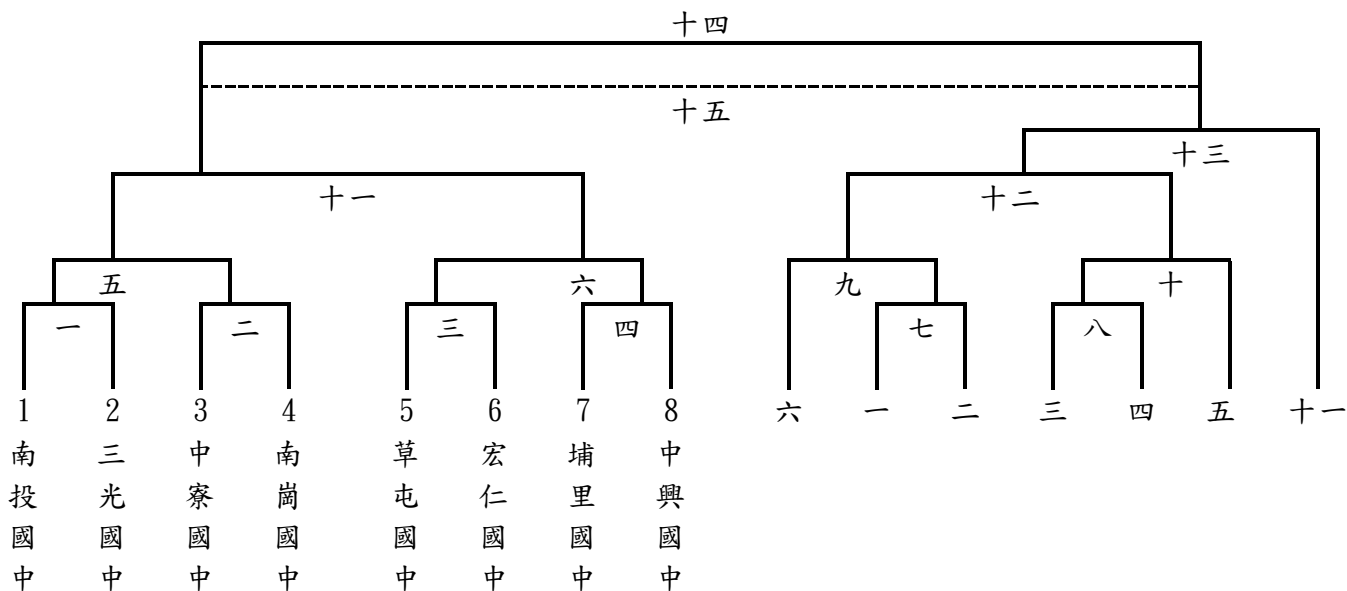 十四
十五
十三
十一
十二
五
六
九
十
一
二
三
四
七
八
1 2 3 4 5 6 7 8 六 一 二 三 四 五 十一
南投國中
三光國中
中寮國中
南崗國中
草屯國中
宏仁國中
埔里國中
中興國中